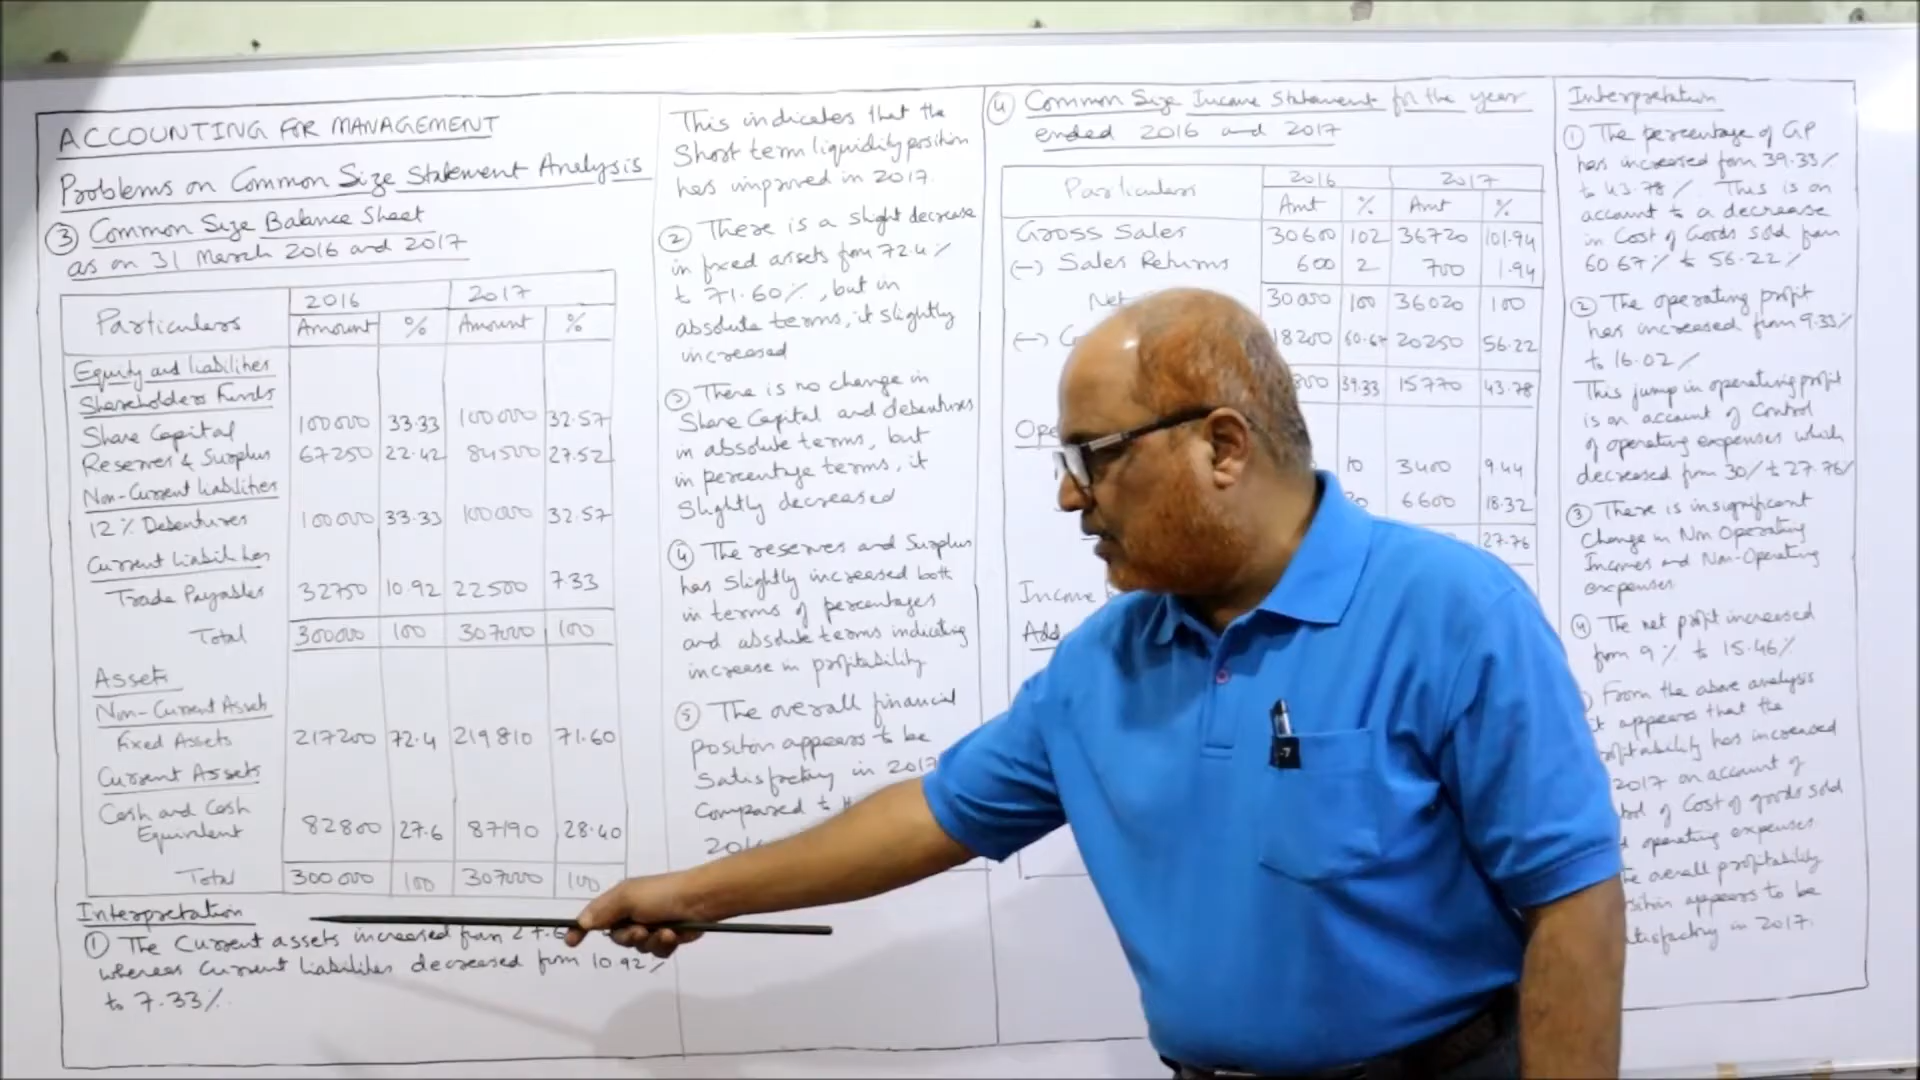 ACCOUNTING FOR MANAGEMENT
Problems on Common Size Statement Analysis
③ Common Size Balance Sheet
as on 31 March 2016 and 2017
Particulars 2016 2017
Amount % Amount %
Equity and liabilities
Shareholders Funds
Share Capital 100000 33.33 100000 32.57
Reserves & Surplus 67250 22.42 84500 27.52
Non-Current liabilities
12% Debentures 100000 33.33 100000 32.57
Current liabilities
Trade Payables 32750 10.92 22500 7.33
Total 300000 100 307000 100
Assets
Non-Current Assets
Fixed Assets 217200 72.4 219810 71.60
Current Assets
Cash and Cash
Equivalent 82800 27.6 87190 28.40
Total 300000 100 307000 100
Interpretation
① The Current assets increased from 27.6
whereas Current liabilities decreased from 10.92%
to 7.33%.
This indicates that the
Short term liquidity position
has improved in 2017.
② There is a slight decrease
in fixed assets from 72.4%
to 71.60%, but in
absolute terms, it slightly
increased
③ There is no change in
Share Capital and debentures
in absolute terms, but
in percentage terms, it
Slightly decreased
④ The reserves and Surplus
has slightly increased both
in terms of percentages
and absolute terms indicating
increase in profitability
⑤ The overall financial
position appears to be
Satisfactory in 2017
Compared to
④ Common Size Income Statement for the year
ended 2016 and 2017
Particulars 2016 2017
Amt % Amt %
Gross Sales 30600 102 36720 101.94
(-) Sales Returns 600 2 700 1.94
Net 30000 100 36020 100
(-) 18200 60.67 20250 56.22
39.33 15770 43.78
10 3400 9.44
6600 18.32
27.76
Income
Add
Interpretation
① The percentage of GP
has increased from 39.33%
to 43.78%. This is on
account to a decrease
in Cost of Goods sold from
60.67% to 56.22%
② The operating profit
has increased from 9.33%
to 16.02%
This jump in operating profit
is on account of Control
of operating expenses which
decreased from 30% to 27.76%
③ There is insignificant
Change in Non Operating
Incomes and Non-Operating
expenses
④ The net profit increased
from 9% to 15.46%
From the above analysis
it appears that the
profitability has increased
2017 on account of
of Cost of goods sold
operating expenses
overall profitability
appears to be
in 2017.